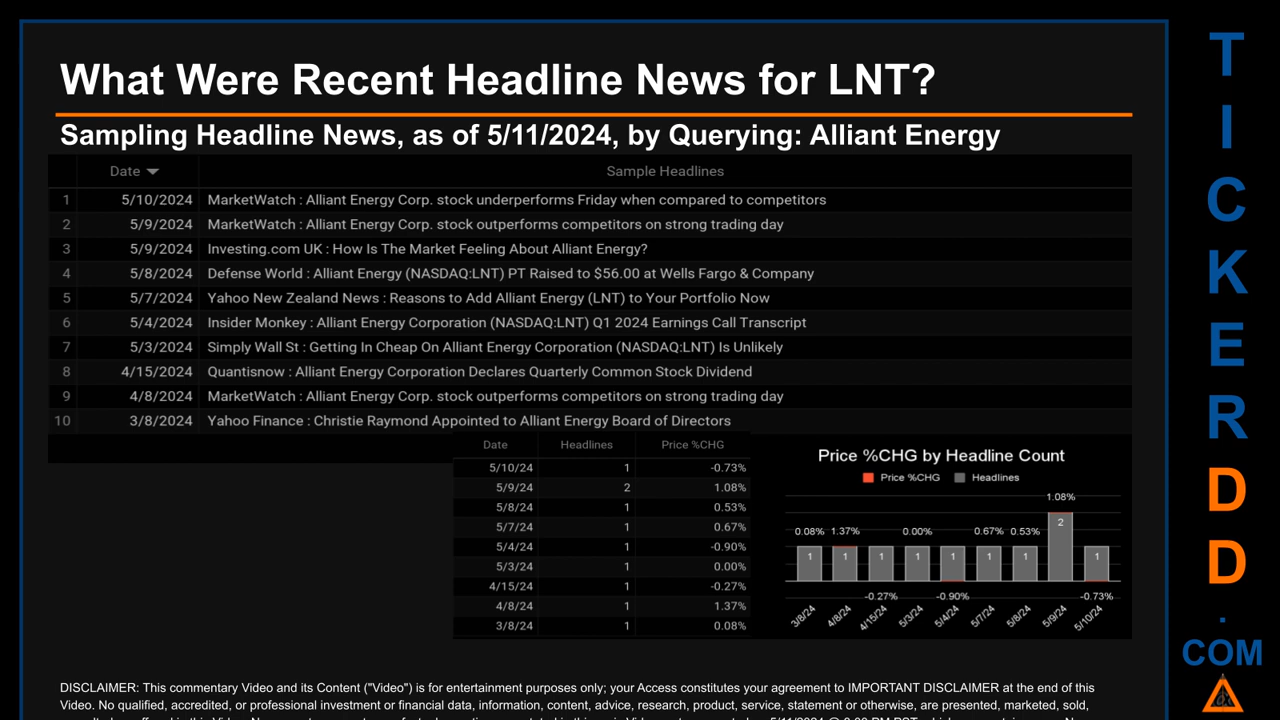 What Were Recent Headline News for LNT?
Sampling Headline News, as of 5/11/2024, by Querying: Alliant Energy
Date Sample Headlines
1 5/10/2024 MarketWatch : Alliant Energy Corp. stock underperforms Friday when compared to competitors
2 5/9/2024 MarketWatch : Alliant Energy Corp. stock outperforms competitors on strong trading day
3 5/9/2024 Investing.com UK : How Is The Market Feeling About Alliant Energy?
4 5/8/2024 Defense World : Alliant Energy (NASDAQ:LNT) PT Raised to $56.00 at Wells Fargo & Company
5 5/7/2024 Yahoo New Zealand News : Reasons to Add Alliant Energy (LNT) to Your Portfolio Now
6 5/4/2024 Insider Monkey : Alliant Energy Corporation (NASDAQ:LNT) Q1 2024 Earnings Call Transcript
7 5/3/2024 Simply Wall St : Getting In Cheap On Alliant Energy Corporation (NASDAQ:LNT) Is Unlikely
8 4/15/2024 Quantisnow : Alliant Energy Corporation Declares Quarterly Common Stock Dividend
9 4/8/2024 MarketWatch : Alliant Energy Corp. stock outperforms competitors on strong trading day
10 3/8/2024 Yahoo Finance : Christie Raymond Appointed to Alliant Energy Board of Directors
Date Headlines Price %CHG
5/10/24 1 -0.73%
5/9/24 2 1.08%
5/8/24 1 0.53%
5/7/24 1 0.67%
5/4/24 1 -0.90%
5/3/24 1 0.00%
4/15/24 1 -0.27%
4/8/24 1 1.37%
3/8/24 1 0.08%
Price %CHG by Headline Count
Price %CHG Headlines
1.08%
0.08% 1.37% 0.00% 0.67% 0.53%
2
1 1 1 1 1 1 1 1
-0.27% -0.90% -0.73%
3/8/24 4/8/24 4/15/24 5/3/24 5/4/24 5/7/24 5/8/24 5/9/24 5/10/24
DISCLAIMER: This commentary Video and its Content ("Video") is for entertainment purposes only; your Access constitutes your agreement to IMPORTANT DISCLAIMER at the end of this
Video. No qualified, accredited, or professional investment or financial data, information, content, advice, research, product, service, statement or otherwise, are presented, marketed, sold,
T
I
C
K
E
R
D
D
.
COM